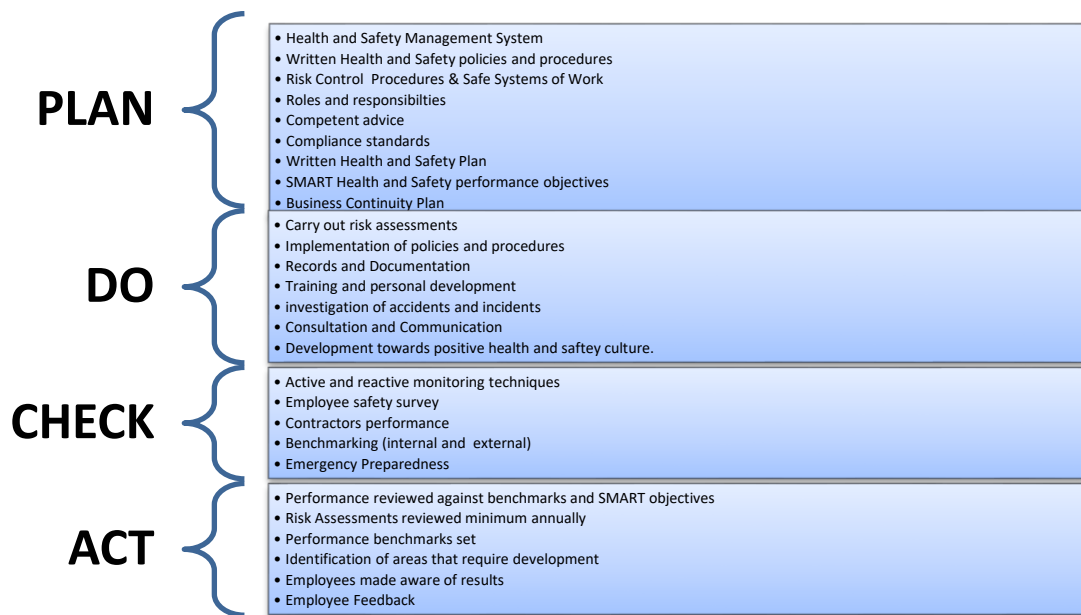 PLAN
• Health and Safety Management System
• Written Health and Safety policies and procedures
• Risk Control  Procedures & Safe Systems of Work
• Roles and responsibilties
• Competent advice
• Compliance standards
• Written Health and Safety Plan
• SMART Health and Safety performance objectives
• Business Continuity Plan
DO
• Carry out risk assessments
• Implementation of policies and procedures
• Records and Documentation
• Training and personal development
• investigation of accidents and incidents
• Consultation and Communication
• Development towards positive health and saftey culture.
CHECK
• Active and reactive monitoring techniques
• Employee safety survey
• Contractors performance
• Benchmarking (internal and  external)
• Emergency Preparedness
ACT
• Performance reviewed against benchmarks and SMART objectives
• Risk Assessments reviewed minimum annually
• Performance benchmarks set
• Identification of areas that require development
• Employees made aware of results
• Employee Feedback